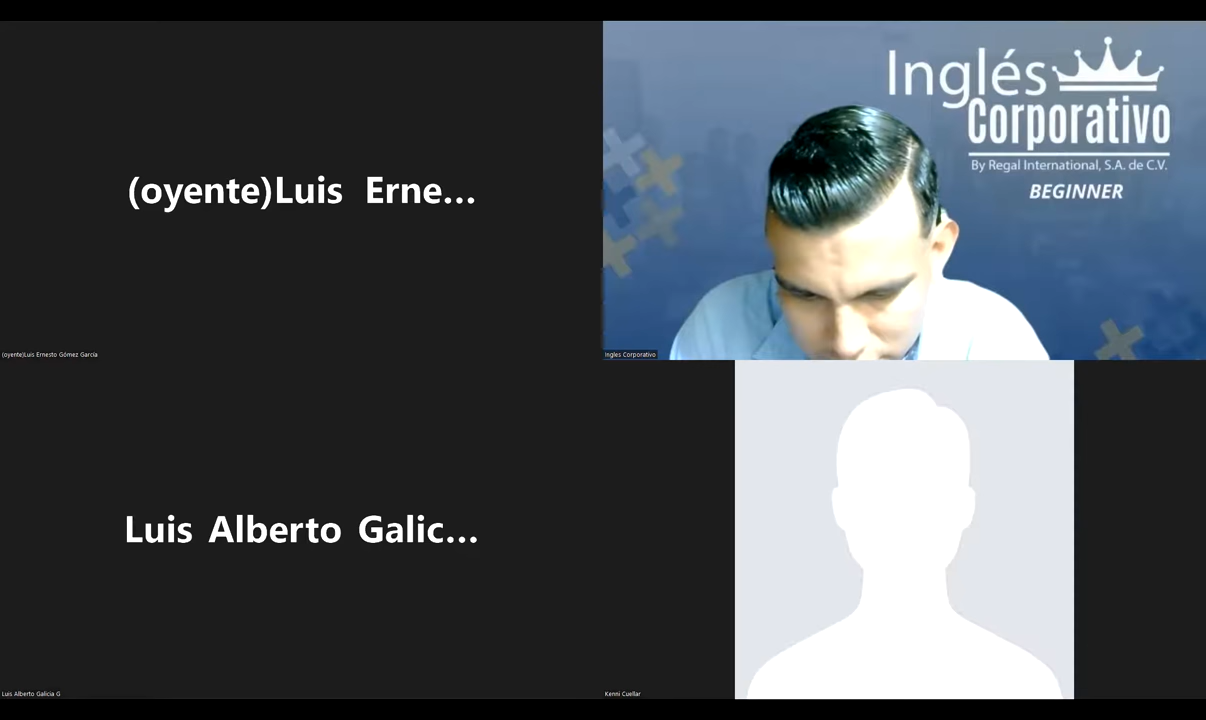 (oyente)Luis Erne...
(oyente)Luis Ernesto Gómez García
Inglés
Corporativo
By Regal International, S.A. de C.V.
BEGINNER
Ingles Corporativo
Luis Alberto Galic...
Luis Alberto Galicia G
Kenni Cuellar